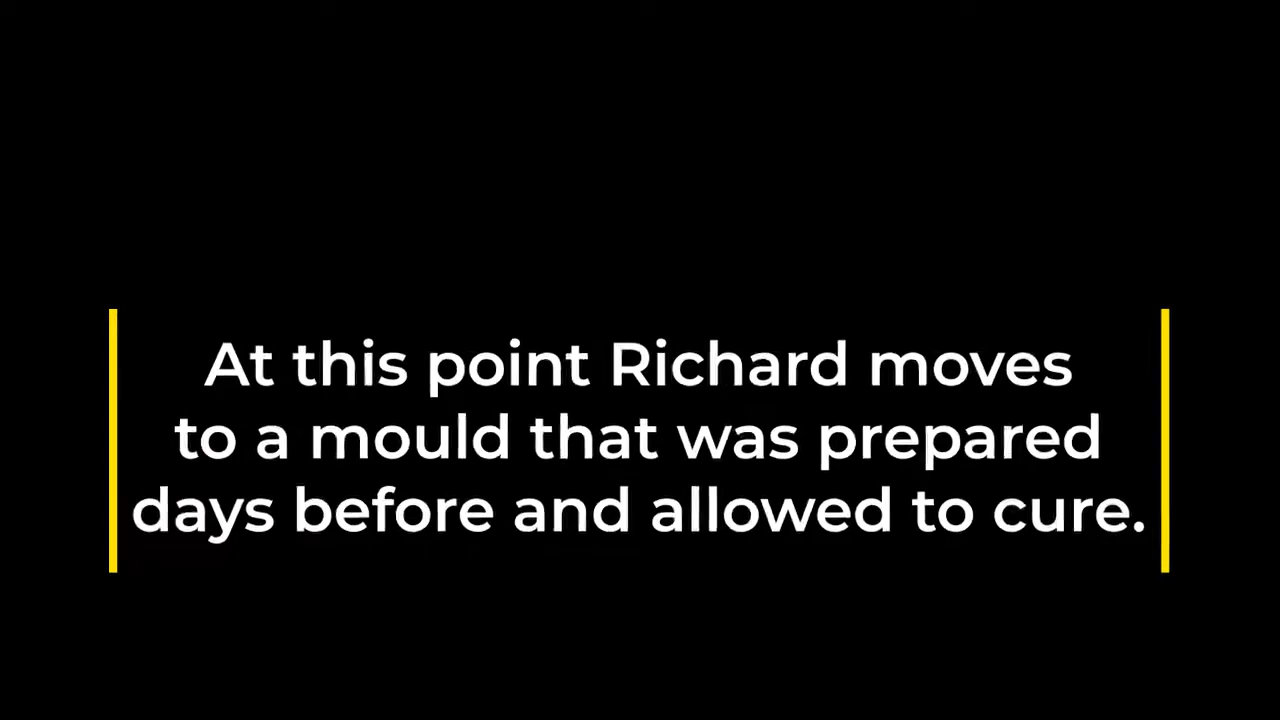 At this point Richard moves
to a mould that was prepared
days before and allowed to cure.